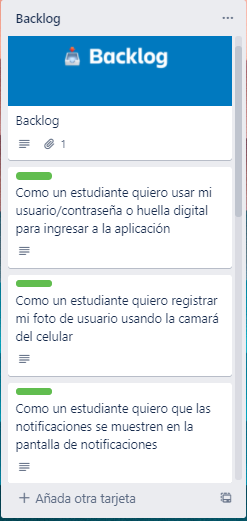 Backlog
Backlog
Backlog
1
Como un estudiante quiero usar mi
usuario/contraseña o huella digital
para ingresar a la aplicación
Como un estudiante quiero registrar
mi foto de usuario usando la camará
del celular
Como un estudiante quiero que las
notificaciones se muestren en la
pantalla de notificaciones
+ Añada otra tarjeta